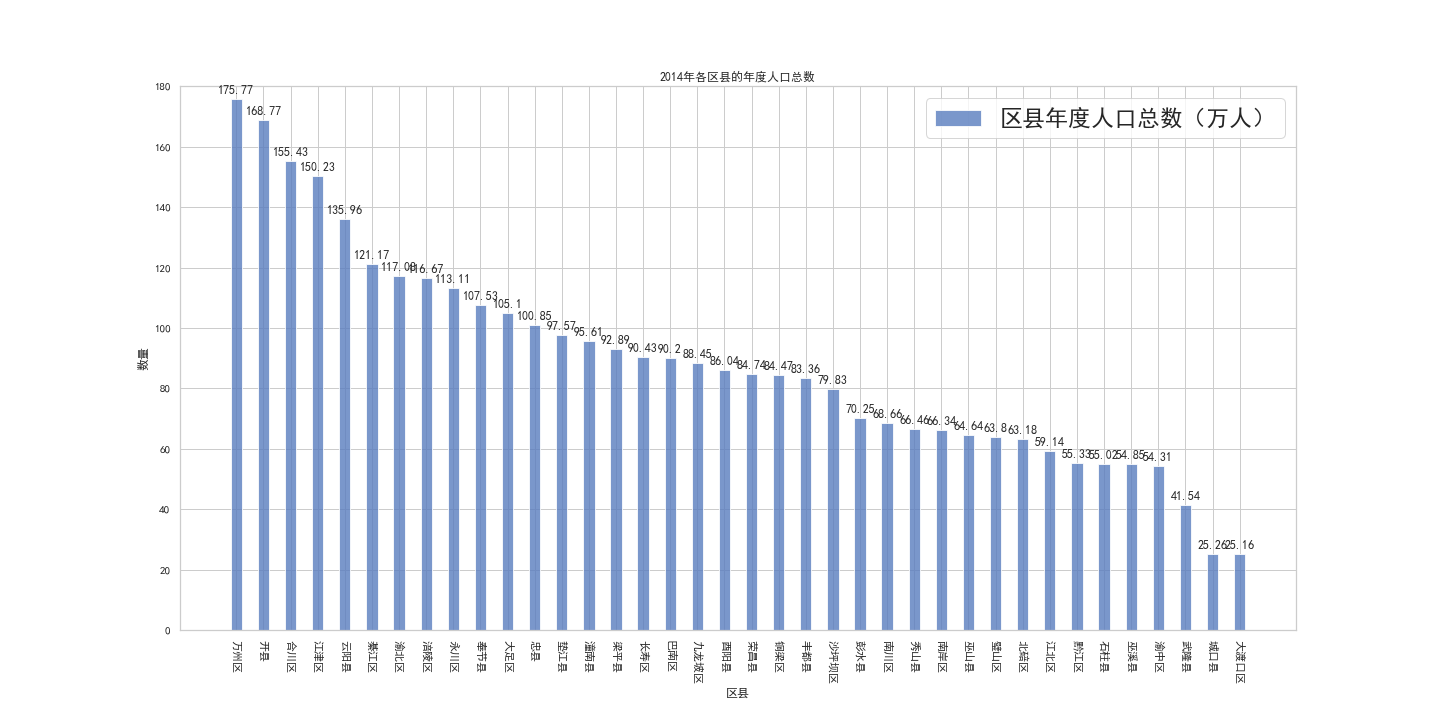 2014年各区县的年度人口总数
区县年度人口总数（万人）
数量
180
160
140
120
100
80
60
40
20
0
175.77
168.77
155.43
150.23
135.96
121.17
117.09
116.67
113.11
107.53
105.1
100.85
97.57
95.61
92.89
90.43
90.2
88.45
86.04
84.74
84.47
83.36
79.83
70.25
68.66
66.46
66.34
64.64
63.8
63.18
59.14
55.33
55.02
54.85
54.31
41.54
25.26
25.16
万州区
开县
合川区
江津区
云阳县
綦江区
渝北区
涪陵区
永川区
奉节县
大足区
忠县
垫江县
潼南县
梁平县
长寿区
巴南区
九龙坡区
酉阳县
荣昌县
铜梁区
丰都县
沙坪坝区
彭水县
南川区
秀山县
南岸区
巫山县
璧山区
北碚区
江北区
黔江区
石柱县
巫溪县
渝中区
武隆县
城口县
大渡口区
区县